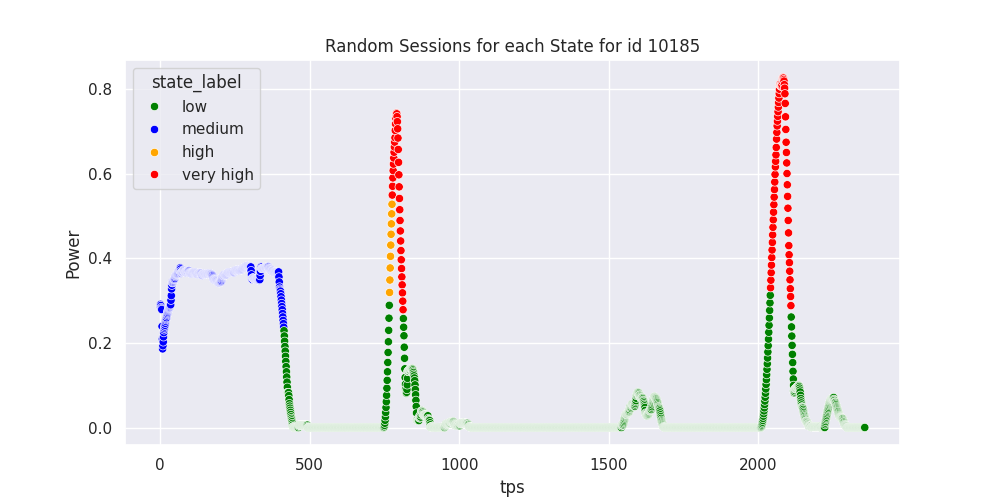 Random Sessions for each State for id 10185
state_label
low
medium
high
very high
Power
0.8
0.6
0.4
0.2
0.0
0 500 1000 1500 2000
tps